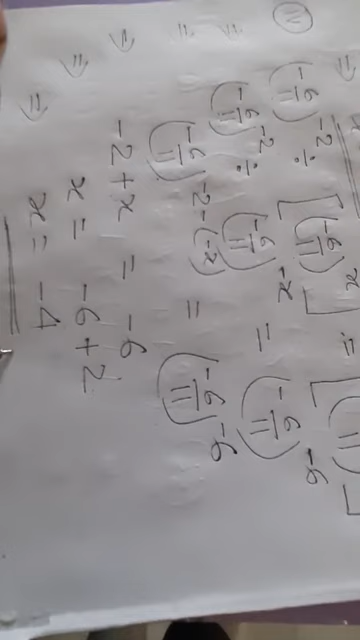 (iv)
⇒ (-6/11)^-2 ÷ [(-6/11)
= (-6/11)^-2 ÷ (-6/11)^-x = (-6/11)^-6
= (-6/11)^-2-(-x) = (-6/11)^-6
⇒ -2+x = -6
⇒ x = -6+2
⇒ x = -4